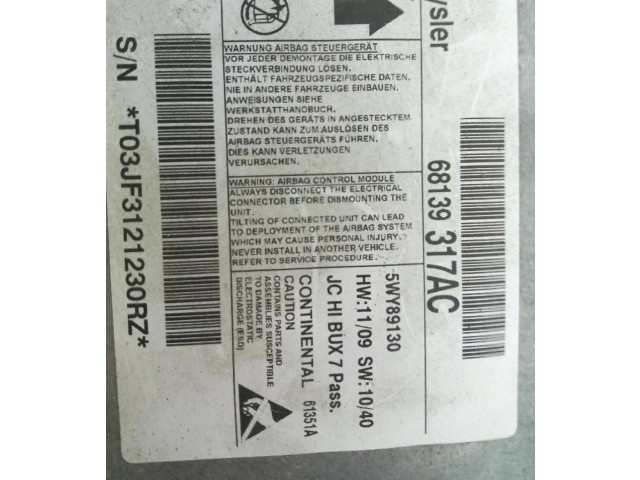 ysler
68139 317AC
WARNUNG AIRBAG STEUERGERÄT
VOR JEDER DEMONTAGE DIE ELEKTRISCHE
STECKVERBINDUNG LÖSEN.
ENTHÄLT FAHRZEUGSPEZIFISCHE DATEN,
NIE IN ANDERE FAHRZEUGE EINBAUEN.
ANWEISUNGEN SIEHE
WERKSTATTHANDBUCH.
DREHEN DES GERÄTS IN ANGESTECKTEM
ZUSTAND KANN ZUM AUSLÖSEN DES
AIRBAG STEUERGERÄTES FÜHREN.
DIES KANN VERLETZUNGEN
VERURSACHEN.
WARNING: AIRBAG CONTROL MODULE
ALWAYS DISCONNECT THE ELECTRICAL
CONNECTOR BEFORE DISMOUNTING THE
UNIT.
TILTING OF CONNECTED UNIT CAN LEAD
TO DEPLOYMENT OF THE AIRBAG SYSTEM
WHICH MAY CAUSE PERSONAL INJURY.
NEVER INSTALL IN ANOTHER VEHICLE.
REFER TO SERVICE PROCEDURE.
5WY89130
HW:11/09 SW:10/40
JC HI BUX 7 Pass.
CONTINENTAL 61351A
CAUTION
CONTAINS PARTS AND
ASSEMBLIES SUSCEPTIBLE
TO DAMAGE BY
ELECTROSTATIC
DISCHARGE (ESD)
S/N *T03JF3121230RZ*